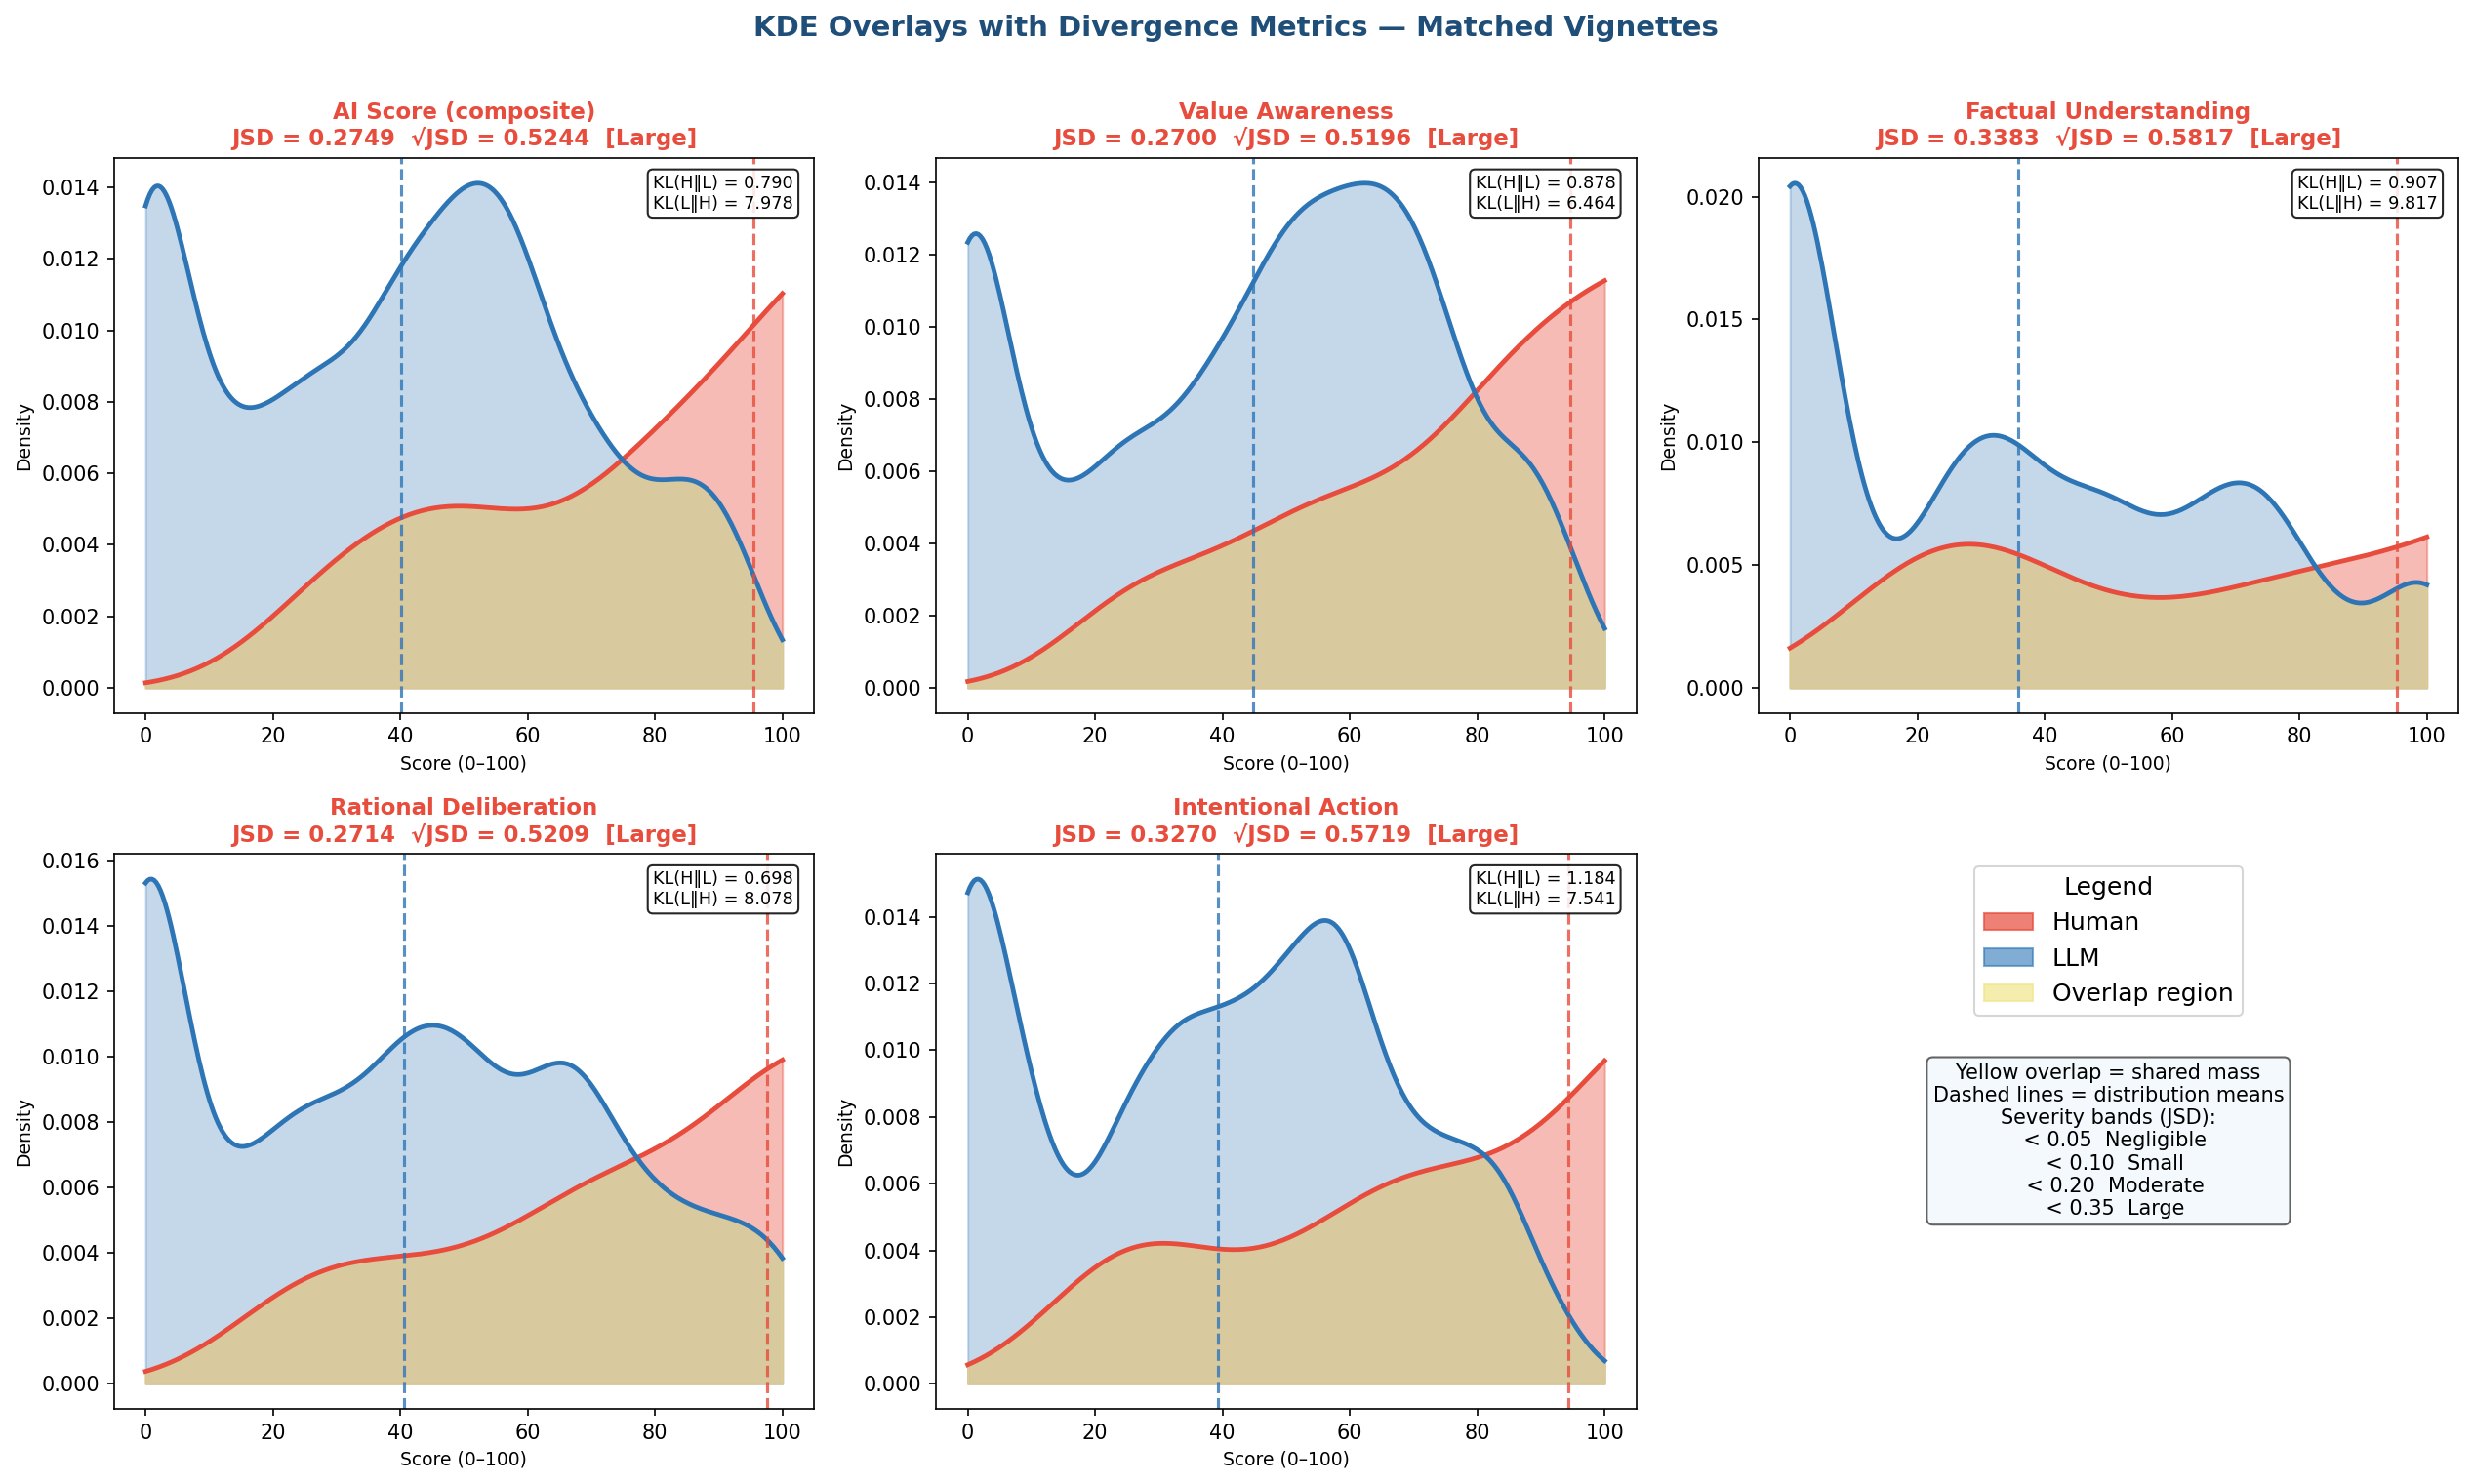 KDE Overlays with Divergence Metrics — Matched Vignettes
AI Score (composite)
JSD = 0.2749  √JSD = 0.5244  [Large]
KL(H‖L) = 0.790
KL(L‖H) = 7.978
0.014
0.012
0.010
0.008
0.006
0.004
0.002
0.000
Density
0 20 40 60 80 100
Score (0–100)
Value Awareness
JSD = 0.2700  √JSD = 0.5196  [Large]
KL(H‖L) = 0.878
KL(L‖H) = 6.464
0.014
0.012
0.010
0.008
0.006
0.004
0.002
0.000
Density
0 20 40 60 80 100
Score (0–100)
Factual Understanding
JSD = 0.3383  √JSD = 0.5817  [Large]
KL(H‖L) = 0.907
KL(L‖H) = 9.817
0.020
0.015
0.010
0.005
0.000
Density
0 20 40 60 80 100
Score (0–100)
Rational Deliberation
JSD = 0.2714  √JSD = 0.5209  [Large]
KL(H‖L) = 0.698
KL(L‖H) = 8.078
0.016
0.014
0.012
0.010
0.008
0.006
0.004
0.002
0.000
Density
0 20 40 60 80 100
Score (0–100)
Intentional Action
JSD = 0.3270  √JSD = 0.5719  [Large]
KL(H‖L) = 1.184
KL(L‖H) = 7.541
0.014
0.012
0.010
0.008
0.006
0.004
0.002
0.000
Density
0 20 40 60 80 100
Score (0–100)
Legend
Human
LLM
Overlap region
Yellow overlap = shared mass
Dashed lines = distribution means
Severity bands (JSD):
< 0.05  Negligible
< 0.10  Small
< 0.20  Moderate
< 0.35  Large